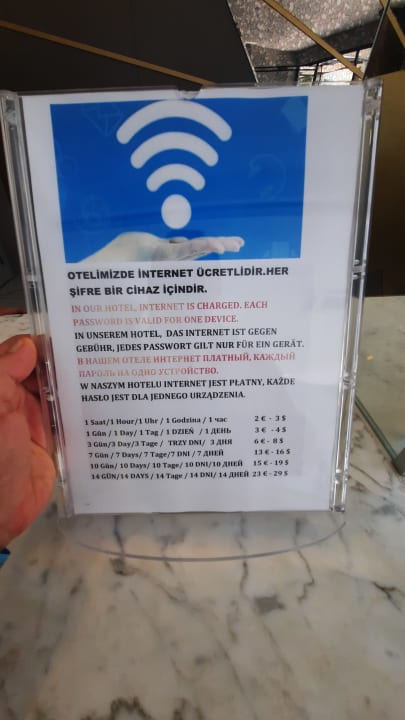 OTELIMIZDE İNTERNET ÜCRETLİDİR.HER
ŞİFRE BİR CİHAZ İÇİNDİR.
IN OUR HOTEL, INTERNET IS CHARGED. EACH
PASSWORD IS VALID FOR ONE DEVICE.
IN UNSEREM HOTEL, DAS INTERNET IST GEGEN
GEBÜHR, JEDES PASSWORT GILT NUR FÜR EIN GERÄT.
В НАШЕМ ОТЕЛЕ ИНТЕРНЕТ ПЛАТНЫЙ, КАЖДЫЙ
ПАРОЛЬ НА ОДНО УСТРОЙСТВО.
W NASZYM HOTELU INTERNET JEST PŁATNY, KAŻDE
HASŁO JEST DLA JEDNEGO URZĄDZENIA.
1 Saat/1 Hour/1 Uhr / 1 Godzina / 1 час 2 € - 3 $
1 Gün / 1 Day/ 1 Tag / 1 DZIEŃ / 1 ДЕНЬ 3 € - 4 $
3 Gün/3 Day/3 Tage / TRZY DNI/ 3 ДНЯ 6 € - 8 $
7 Gün / 7 Days/ 7 Tage/7 DNI / 7 ДНЕЙ 13 € - 16 $
10 Gün/ 10 Days/ 10 Tage/ 10 DNI/10 ДНЕЙ 15 € - 19 $
14 GÜN/14 DAYS / 14 Tage / 14 DNI/ 14 ДНЕЙ 23 € - 29 $